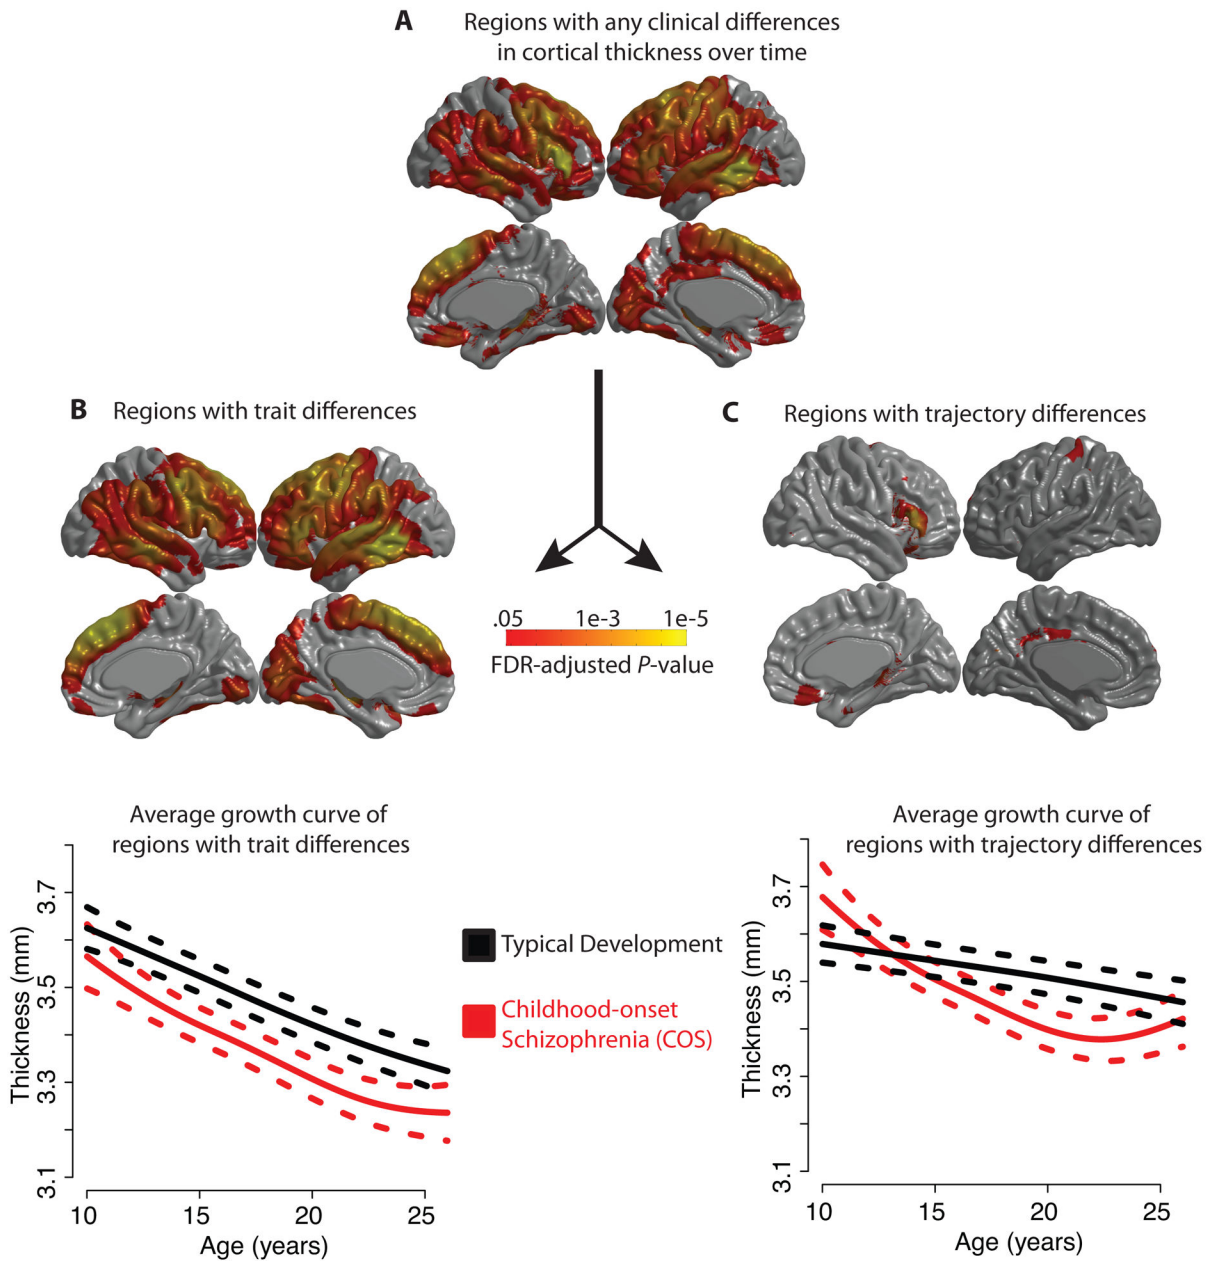 A Regions with any clinical differences
in cortical thickness over time
B Regions with trait differences
C Regions with trajectory differences
.05 1e-3 1e-5
FDR-adjusted P-value
Average growth curve of
regions with trait differences
Thickness (mm)
3.7
3.5
3.3
3.1
10 15 20 25
Age (years)
Typical Development
Childhood-onset
Schizophrenia (COS)
Average growth curve of
regions with trajectory differences
Thickness (mm)
3.7
3.5
3.3
3.1
10 15 20 25
Age (years)